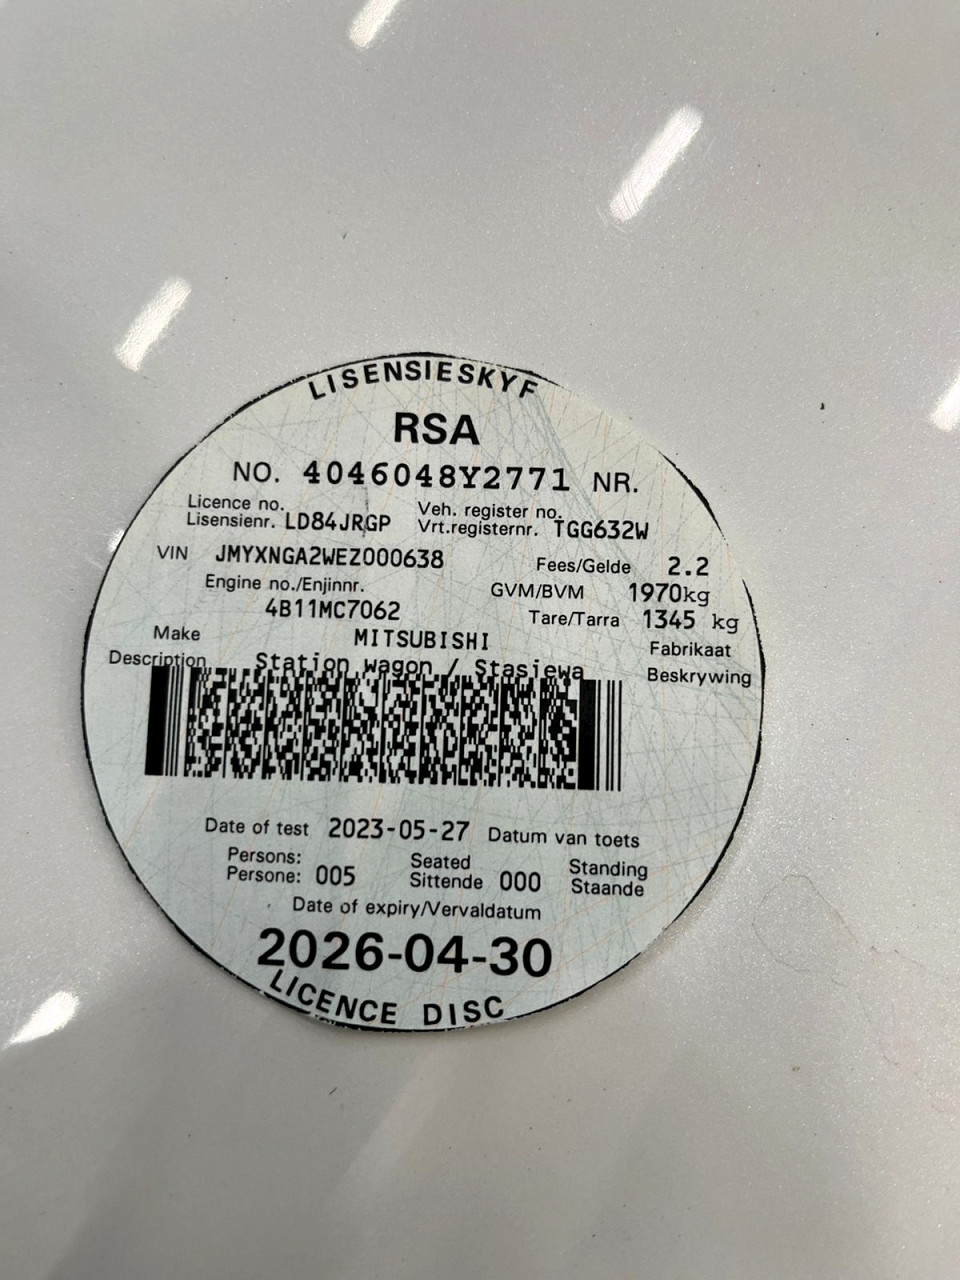 LISENSIESKYF
RSA
NO. 4046048Y2771 NR.
Licence no. Veh. register no.
Lisensienr. LD84JRGP Vrt.registernr. TGG632W
VIN JMYXNGA2WEZ000638 Fees/Gelde 2.2
Engine no./Enjinnr. GVM/BVM 1970kg
4B11MC7062 Tare/Tarra 1345 kg
Make MITSUBISHI Fabrikaat
Description Station wagon / Stasiewa Beskrywing
Date of test 2023-05-27 Datum van toets
Persons: Seated Standing
Persone: 005 Sittende 000 Staande
Date of expiry/Vervaldatum
2026-04-30
LICENCE DISC